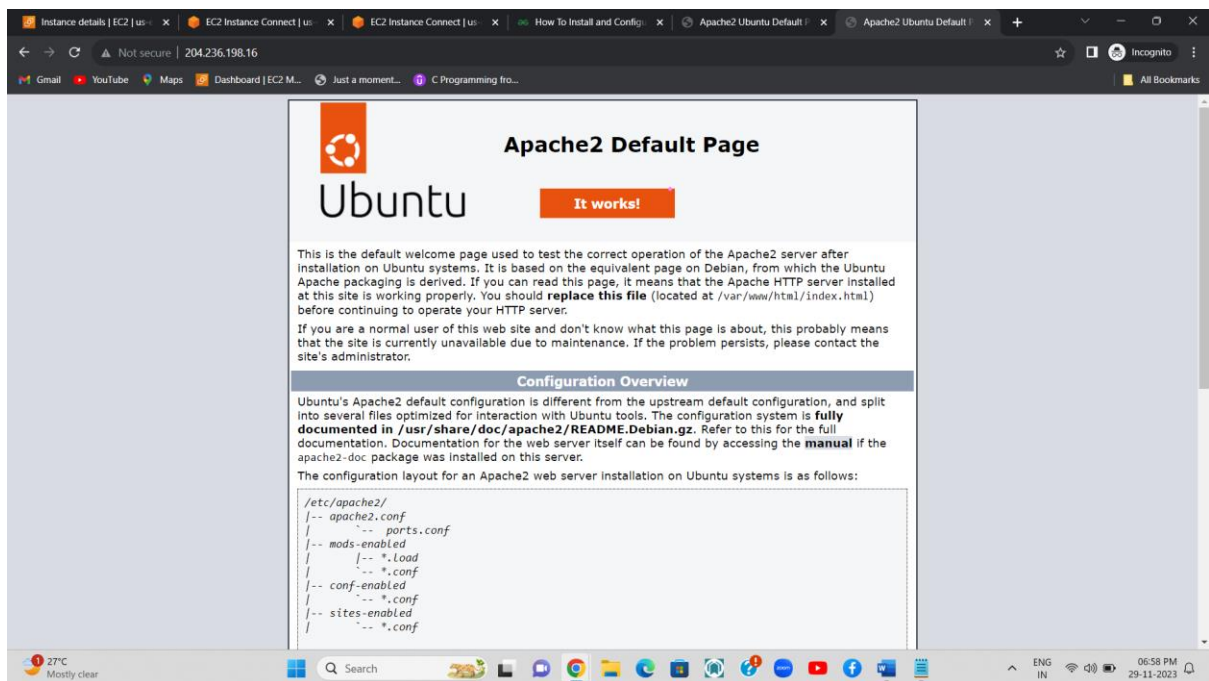 Instance details | EC2 | us-
EC2 Instance Connect | us-
EC2 Instance Connect | us-
How To Install and Config
Apache2 Ubuntu Default P
Apache2 Ubuntu Default P
Not secure | 204.236.198.16
Incognito
Gmail
YouTube
Maps
Dashboard | EC2 M...
Just a moment...
C Programming fro...
All Bookmarks
Apache2 Default Page
Ubuntu
It works!
This is the default welcome page used to test the correct operation of the Apache2 server after
installation on Ubuntu systems. It is based on the equivalent page on Debian, from which the Ubuntu
Apache packaging is derived. If you can read this page, it means that the Apache HTTP server installed
at this site is working properly. You should replace this file (located at /var/www/html/index.html)
before continuing to operate your HTTP server.
If you are a normal user of this web site and don't know what this page is about, this probably means
that the site is currently unavailable due to maintenance. If the problem persists, please contact the
site's administrator.
Configuration Overview
Ubuntu's Apache2 default configuration is different from the upstream default configuration, and split
into several files optimized for interaction with Ubuntu tools. The configuration system is fully
documented in /usr/share/doc/apache2/README.Debian.gz. Refer to this for the full
documentation. Documentation for the web server itself can be found by accessing the manual if the
apache2-doc package was installed on this server.
The configuration layout for an Apache2 web server installation on Ubuntu systems is as follows:
/etc/apache2/
|-- apache2.conf
|       `--  ports.conf
|-- mods-enabled
|       |-- *.load
|       `-- *.conf
|-- conf-enabled
|       `-- *.conf
|-- sites-enabled
|       `-- *.conf
1
27°C
Mostly clear
Search
ENG
IN
06:58 PM
29-11-2023